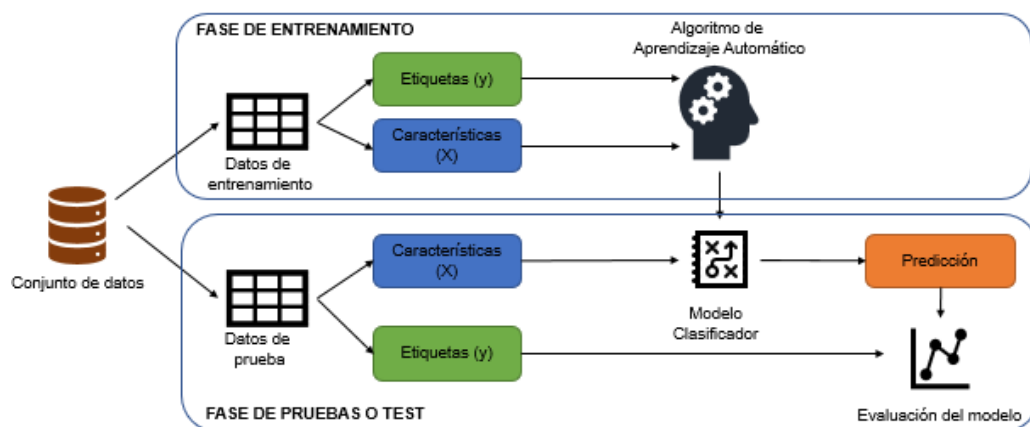 FASE DE ENTRENAMIENTO
Algoritmo de
Aprendizaje Automático
Etiquetas (y)
Características
(X)
Datos de
entrenamiento
Conjunto de datos
Características
(X)
Predicción
Modelo
Clasificador
Datos de
prueba
Etiquetas (y)
FASE DE PRUEBAS O TEST
Evaluación del modelo